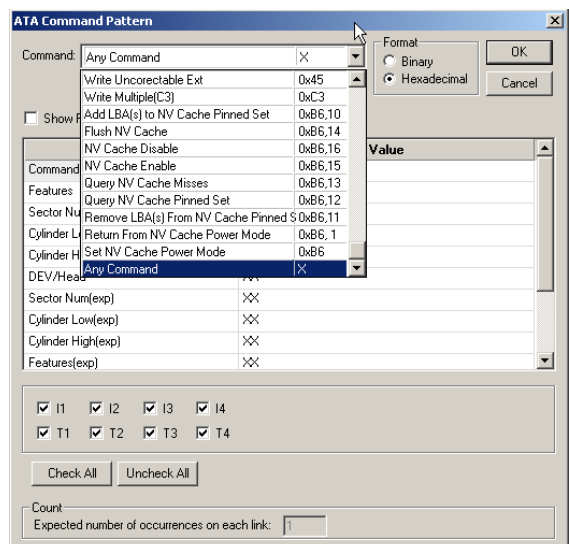 ATA Command Pattern
Command: Any Command X
Format
Binary
Hexadecimal
OK
Cancel
Write Uncorectable Ext 0x45
Write Multiple(C3) 0xC3
Add LBA(s) to NV Cache Pinned Set 0xB6,10
Flush NV Cache 0xB6,14
NV Cache Disable 0xB6,16
NV Cache Enable 0xB6,15
Query NV Cache Misses 0xB6,13
Query NV Cache Pinned Set 0xB6,12
Remove LBA(s) From NV Cache Pinned S 0xB6,11
Return From NV Cache Power Mode 0xB6, 1
Set NV Cache Power Mode 0xB6
Any Command X
Show
Value
Command
Features
Sector Nu
Cylinder L
Cylinder H
DEV/Head XX
Sector Num(exp) XX
Cylinder Low(exp) XX
Cylinder High(exp) XX
Features(exp) XX
I1 I2 I3 I4
T1 T2 T3 T4
Check All Uncheck All
Count
Expected number of occurrences on each link: 1